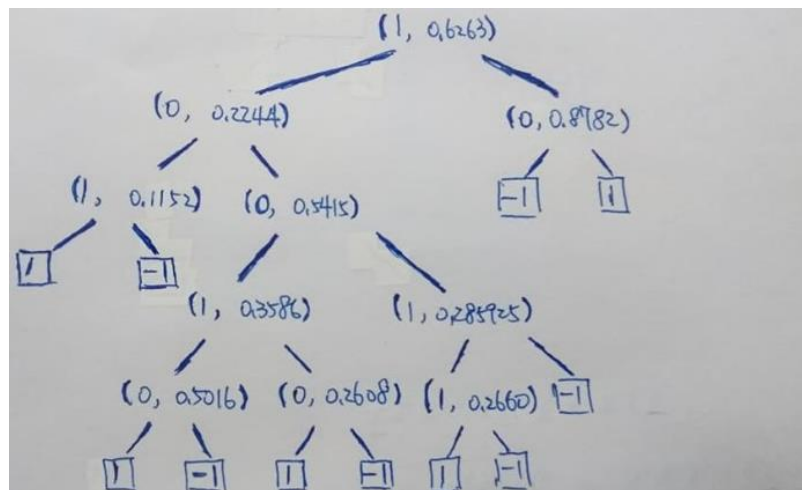 (1, 0.6263)
(0, 0.2244) (0, 0.8782)
(1, 0.1152) (0, 0.5415) -1 1
1 -1
(1, 0.3586) (1, 0.285925)
(0, 0.5016) (0, 0.2608) (1, 0.2660) -1
1 -1 1 -1 1 -1